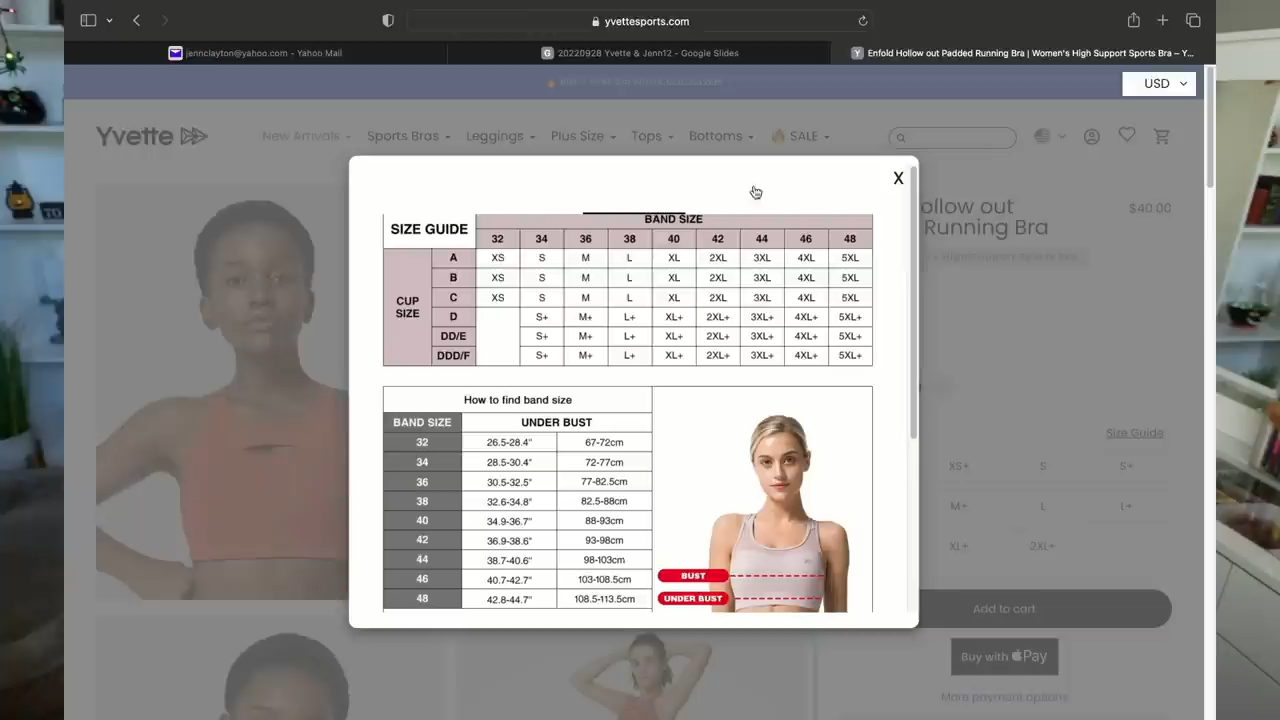 yvettesports.com
jennclayton@yahoo.com - Yahoo Mail
20220928 Yvette & Jenn12 - Google Slides
Enfold Hollow out Padded Running Bra | Women's High Support Sports Bra – Y...
USD
Yvette
New Arrivals
Sports Bras
Leggings
Plus Size
Tops
Bottoms
SALE
X
ollow out
Running Bra
$40.00
SIZE GUIDE
BAND SIZE
32 34 36 38 40 42 44 46 48
CUP SIZE
A XS S M L XL 2XL 3XL 4XL 5XL
B XS S M L XL 2XL 3XL 4XL 5XL
C XS S M L XL 2XL 3XL 4XL 5XL
D S+ M+ L+ XL+ 2XL+ 3XL+ 4XL+ 5XL+
DD/E S+ M+ L+ XL+ 2XL+ 3XL+ 4XL+ 5XL+
DDD/F S+ M+ L+ XL+ 2XL+ 3XL+ 4XL+ 5XL+
How to find band size
BAND SIZE UNDER BUST
32 26.5-28.4" 67-72cm
34 28.5-30.4" 72-77cm
36 30.5-32.5" 77-82.5cm
38 32.6-34.8" 82.5-88cm
40 34.9-36.7" 88-93cm
42 36.9-38.6" 93-98cm
44 38.7-40.6" 98-103cm
46 40.7-42.7" 103-108.5cm
48 42.8-44.7" 108.5-113.5cm
BUST
UNDER BUST
Size Guide
XS+ S S+
M+ L L+
XL+ 2XL+
Add to cart
Buy with Pay
More payment options